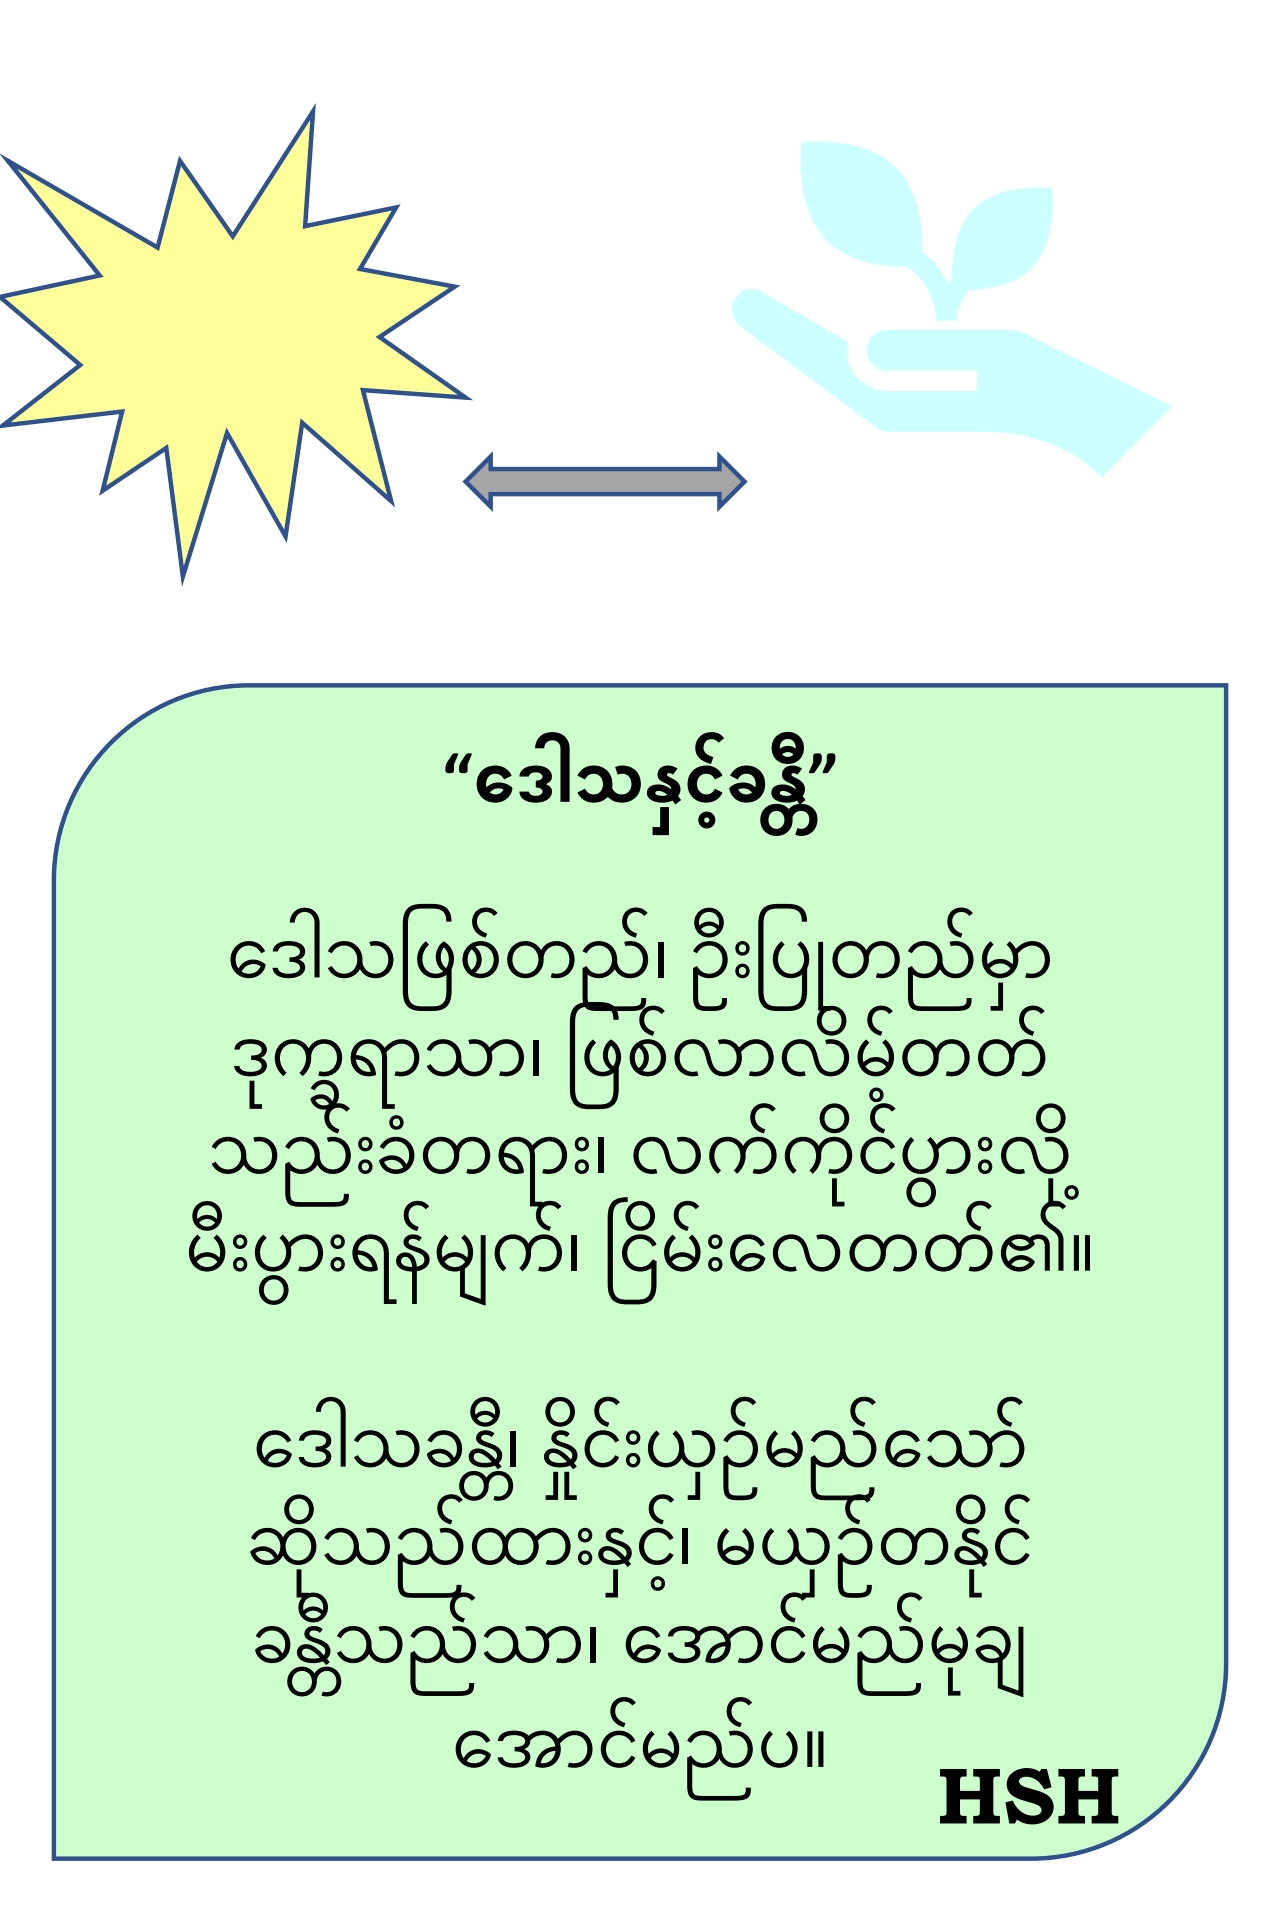 “ဒေါသနှင့်ခန္တီ”
ဒေါသဖြစ်တည်၊ ဦးပြုတည်မှာ
ဒုက္ခရာသာ၊ ဖြစ်လာလိမ့်တတ်
သည်းခံတရား၊ လက်ကိုင်ပွားလို့
မီးပွားရန်မျက်၊ ငြိမ်းလေတတ်၏။
ဒေါသခန္တီ၊ နှိုင်းယှဉ်မည်သော်
ဆိုသည်ထားနှင့်၊ မယှဉ်တနိုင်
ခန္တီသည်သာ၊ အောင်မည်မုချ
အောင်မည်ပ။
HSH